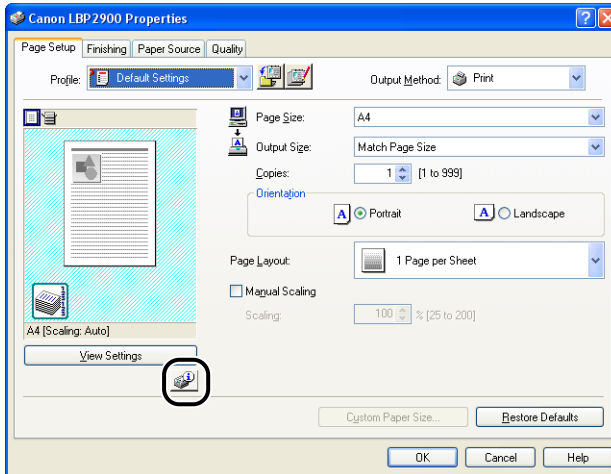 Canon LBP2900 Properties
Page Setup Finishing Paper Source Quality
Profile: Default Settings Output Method: Print
Page Size: A4
Output Size: Match Page Size
Copies: 1 [1 to 999]
Orientation
A Portrait A Landscape
Page Layout: 1 Page per Sheet
Manual Scaling
Scaling: 100 % [25 to 200]
A4 [Scaling: Auto]
View Settings
Custom Paper Size... Restore Defaults
OK Cancel Help